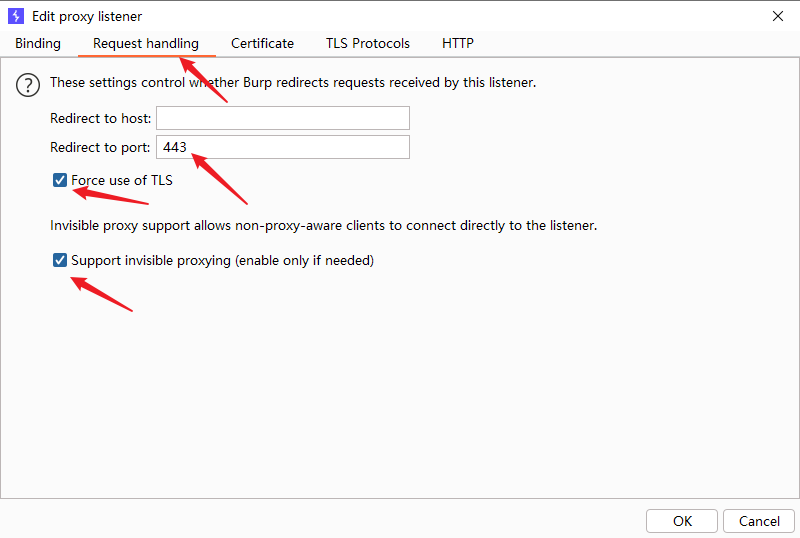 Edit proxy listener
Binding Request handling Certificate TLS Protocols HTTP
These settings control whether Burp redirects requests received by this listener.
Redirect to host:
Redirect to port: 443
Force use of TLS
Invisible proxy support allows non-proxy-aware clients to connect directly to the listener.
Support invisible proxying (enable only if needed)
OK Cancel